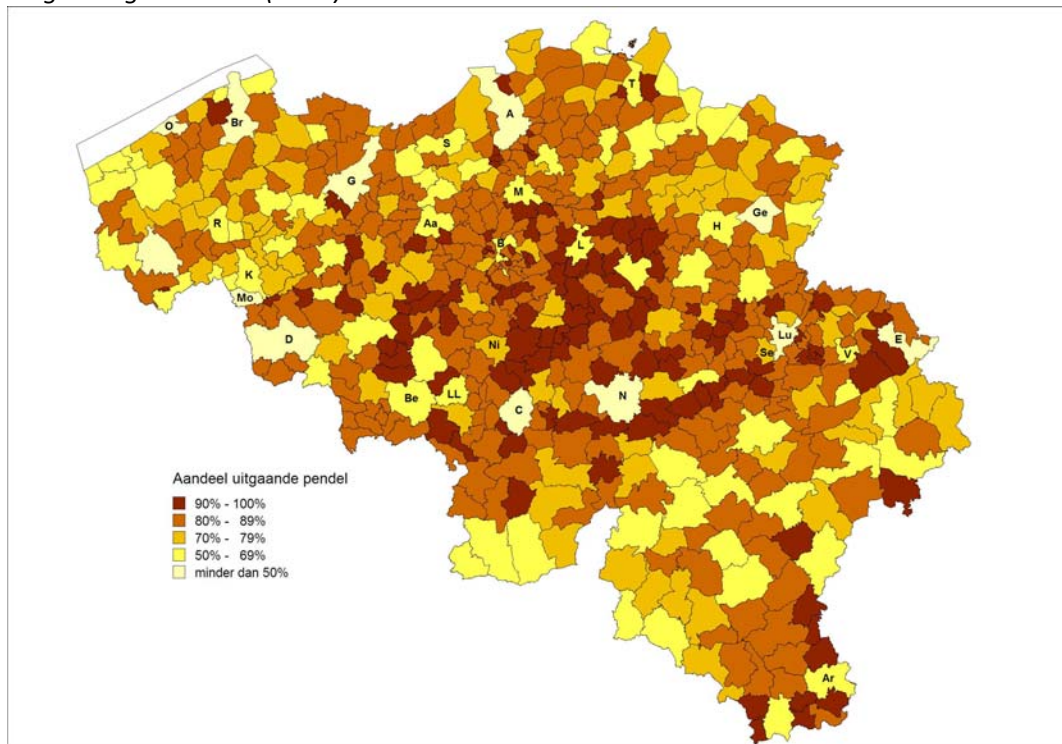 T
A
O
Br
S
G
M
Ge
R
Aa
H
B
L
K
Mo
Lu
E
D
Ni
Se
V
Be
LL
C
N
Aandeel uitgaande pendel
90% - 100%
80% - 89%
70% - 79%
50% - 69%
minder dan 50%
Ar